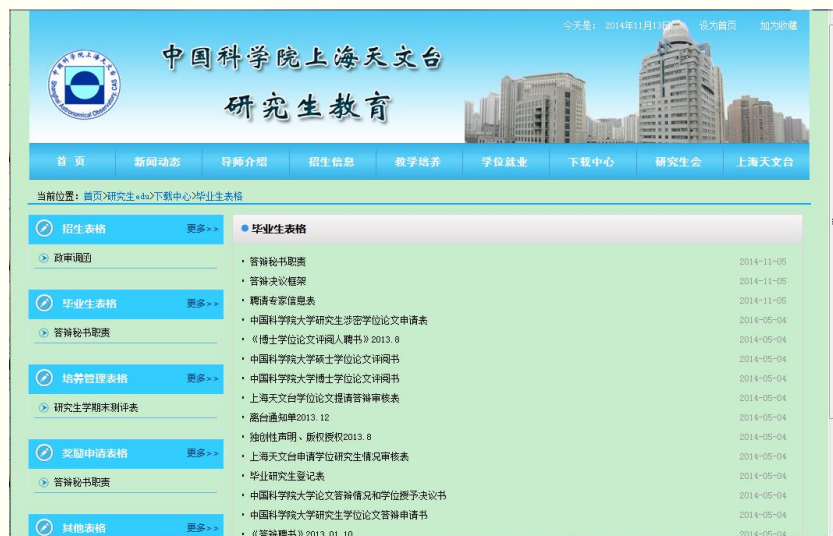 今天是： 2014年11月13日 设为首页 加为收藏
中国科学院上海天文台
研究生教育
首 页 新闻动态 导师介绍 招生信息 教学培养 学位就业 下载中心 研究生会 上海天文台
当前位置：首页>研究生edu>下载中心>毕业生表格
招生表格 更多>>
政审调函
毕业生表格 更多>>
答辩秘书职责
培养管理表格 更多>>
研究生学期末测评表
奖励申请表格 更多>>
答辩秘书职责
其他表格 更多>>
毕业生表格
· 答辩秘书职责 2014-11-05
· 答辩决议框架 2014-11-05
· 聘请专家信息表 2014-11-05
· 中国科学院大学研究生涉密学位论文申请表 2014-05-04
· 《博士学位论文评阅人聘书》2013.8 2014-05-04
· 中国科学院大学硕士学位论文评阅书 2014-05-04
· 中国科学院大学博士学位论文评阅书 2014-05-04
· 上海天文台学位论文提请答辩审核表 2014-05-04
· 离台通知单2013.12 2014-05-04
· 独创性声明、版权授权2013.8 2014-05-04
· 上海天文台申请学位研究生情况审核表 2014-05-04
· 毕业研究生登记表 2014-05-04
· 中国科学院大学论文答辩情况和学位授予决议书 2014-05-04
· 中国科学院大学研究生学位论文答辩申请书 2014-05-04
· 《答辩聘书》2013.01.10 2014-05-04